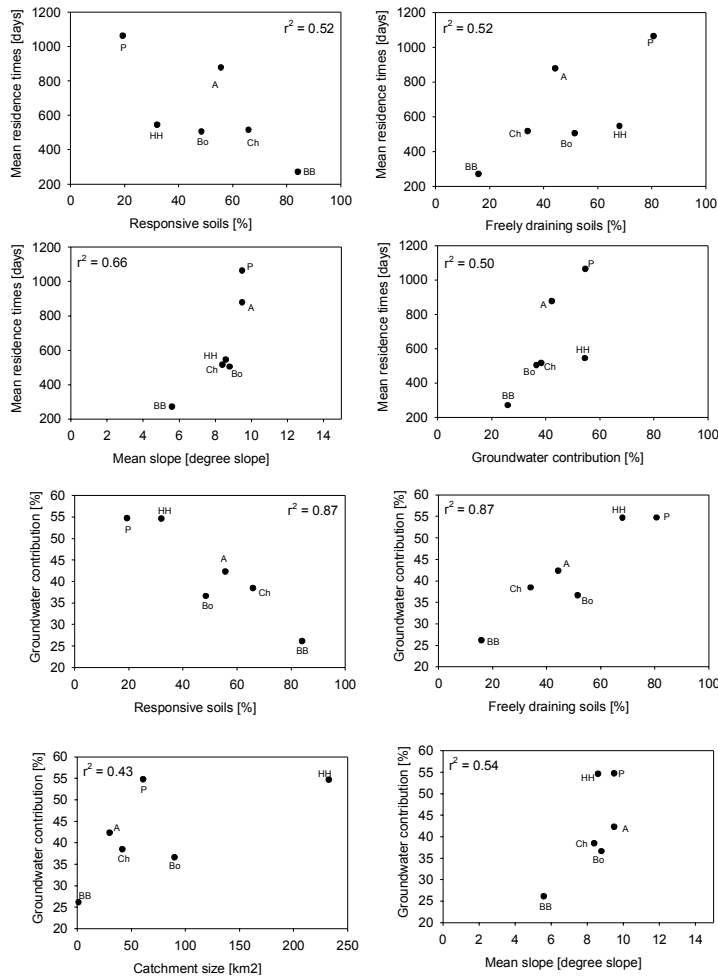 Mean residence times [days]
1200
1000
800
600
400
200
r² = 0.52
P
A
HH
Bo
Ch
BB
0 20 40 60 80 100
Responsive soils [%]
Mean residence times [days]
1200
1000
800
600
400
200
r² = 0.52
P
A
Ch
Bo
HH
BB
0 20 40 60 80 100
Freely draining soils [%]
Mean residence times [days]
1200
1000
800
600
400
200
r² = 0.66
P
A
HH
Ch
Bo
BB
0 2 4 6 8 10 12 14
Mean slope [degree slope]
Mean residence times [days]
1200
1000
800
600
400
200
r² = 0.50
P
A
HH
Bo
Ch
BB
0 20 40 60 80 100
Groundwater contribution [%]
Groundwater contribution [%]
60
55
50
45
40
35
30
25
20
r² = 0.87
HH
P
A
Bo
Ch
BB
0 20 40 60 80 100
Responsive soils [%]
Groundwater contribution [%]
60
55
50
45
40
35
30
25
20
r² = 0.87
HH
P
A
Ch
Bo
BB
0 20 40 60 80 100
Freely draining soils [%]
Groundwater contribution [%]
60
55
50
45
40
35
30
25
20
r² = 0.43
HH
P
A
Ch
Bo
BB
0 50 100 150 200 250
Catchment size [km2]
Groundwater contribution [%]
60
55
50
45
40
35
30
25
20
r² = 0.54
HH
P
A
Ch
Bo
BB
0 2 4 6 8 10 12 14
Mean slope [degree slope]